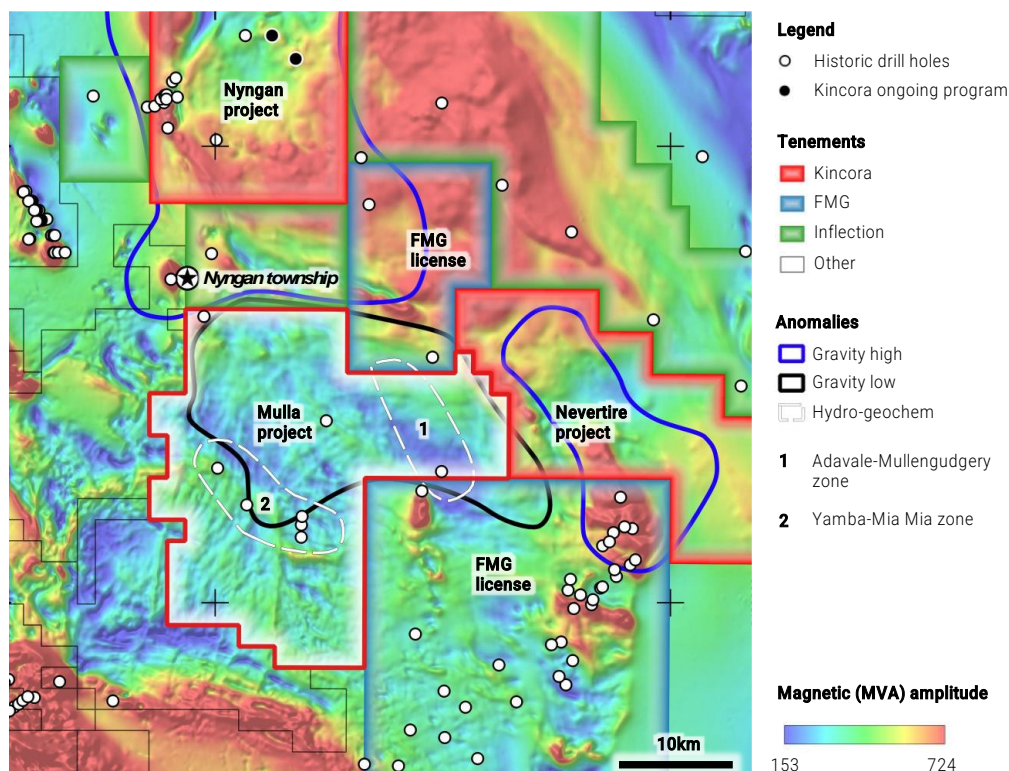 Nyngan
project
FMG
license
Nyngan township
Mulla
project
1
Nevertire
project
2
FMG
license
10km
Legend
Historic drill holes
Kincora ongoing program
Tenements
Kincora
FMG
Inflection
Other
Anomalies
Gravity high
Gravity low
Hydro-geochem
1 Adavale-Mullengudgery
zone
2 Yamba-Mia Mia zone
Magnetic (MVA) amplitude
153 724